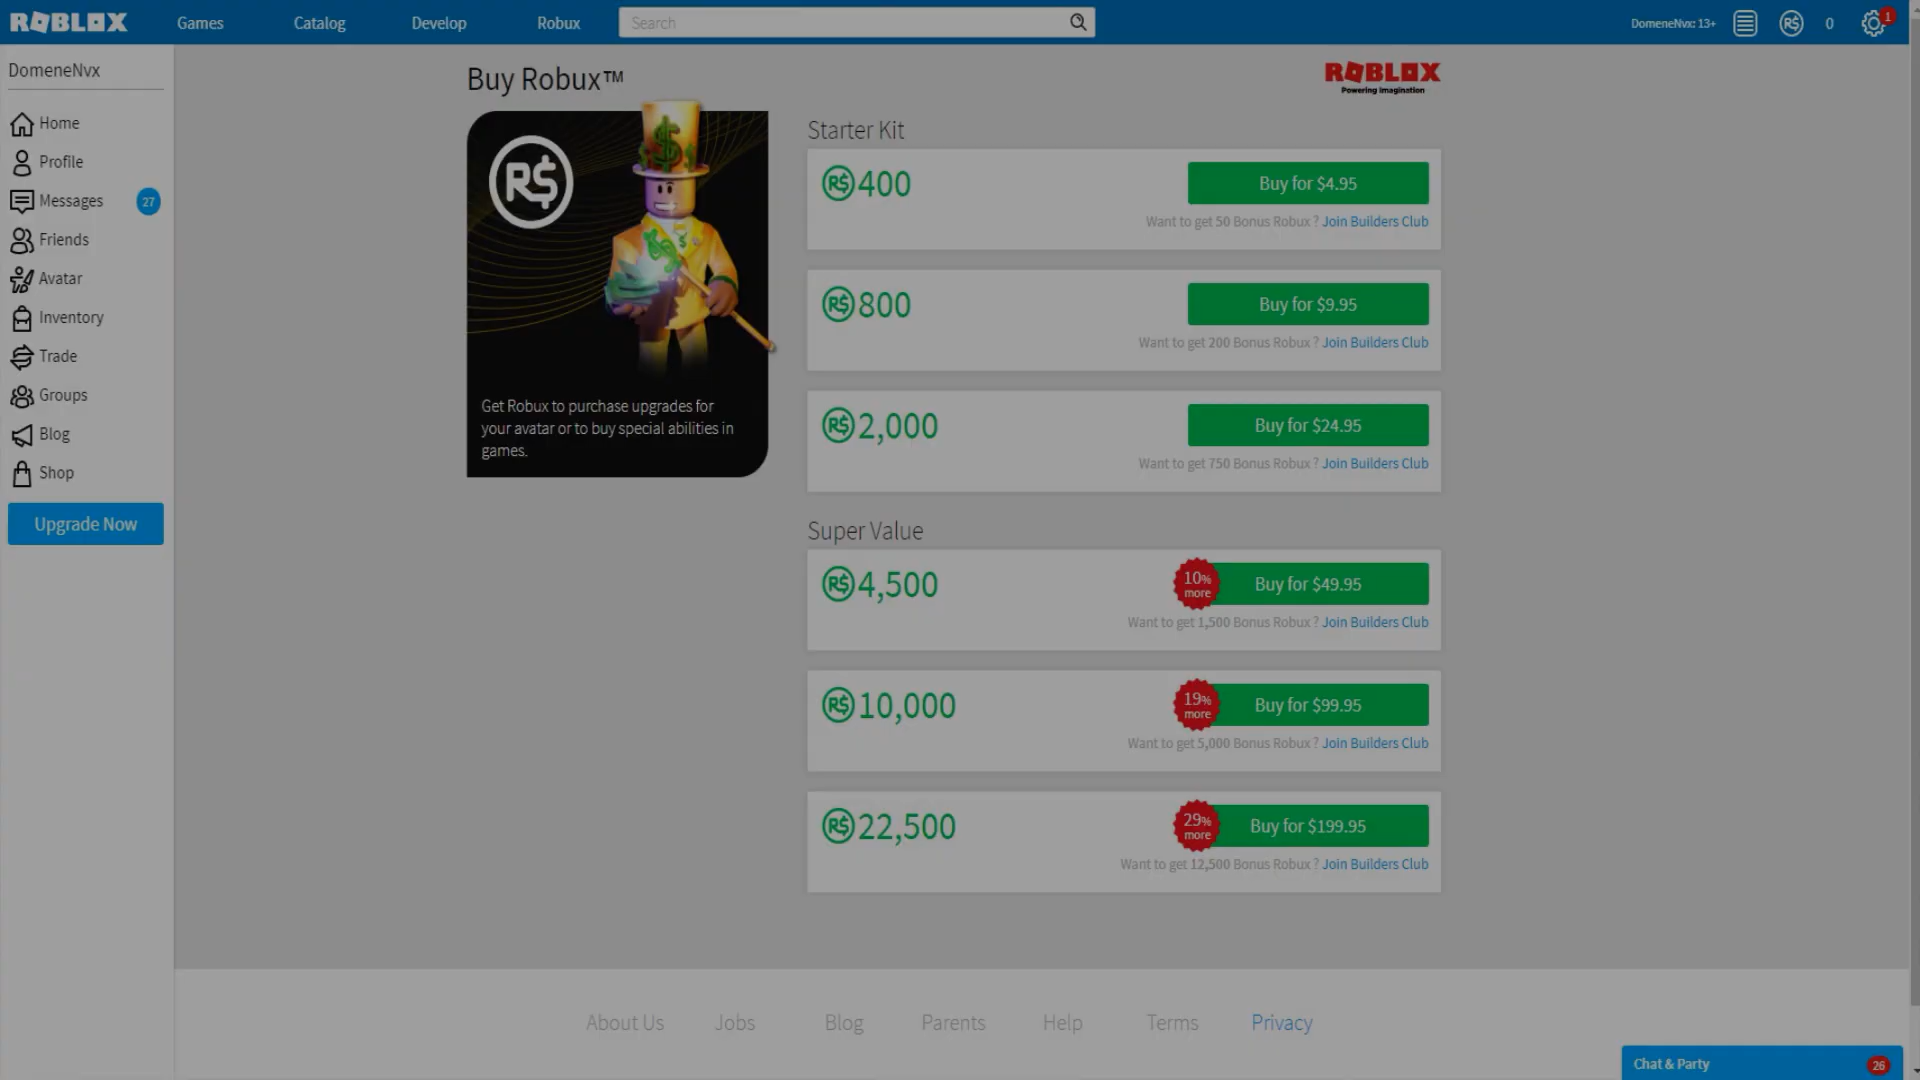 ROBLOX
Games
Catalog
Develop
Robux
Search
DomeneNvx: 13+
R$
0
1
DomeneNvx
Home
Profile
Messages
27
Friends
Avatar
Inventory
Trade
Groups
Blog
Shop
Upgrade Now
Buy Robux™
ROBLOX
Powering Imagination
R$
Get Robux to purchase upgrades for
your avatar or to buy special abilities in
games.
Starter Kit
R$ 400
Buy for $4.95
Want to get 50 Bonus Robux ? Join Builders Club
R$ 800
Buy for $9.95
Want to get 200 Bonus Robux ? Join Builders Club
R$ 2,000
Buy for $24.95
Want to get 750 Bonus Robux ? Join Builders Club
Super Value
R$ 4,500
10% more
Buy for $49.95
Want to get 1,500 Bonus Robux ? Join Builders Club
R$ 10,000
19% more
Buy for $99.95
Want to get 5,000 Bonus Robux ? Join Builders Club
R$ 22,500
29% more
Buy for $199.95
Want to get 12,500 Bonus Robux ? Join Builders Club
About Us
Jobs
Blog
Parents
Help
Terms
Privacy
Chat & Party
26